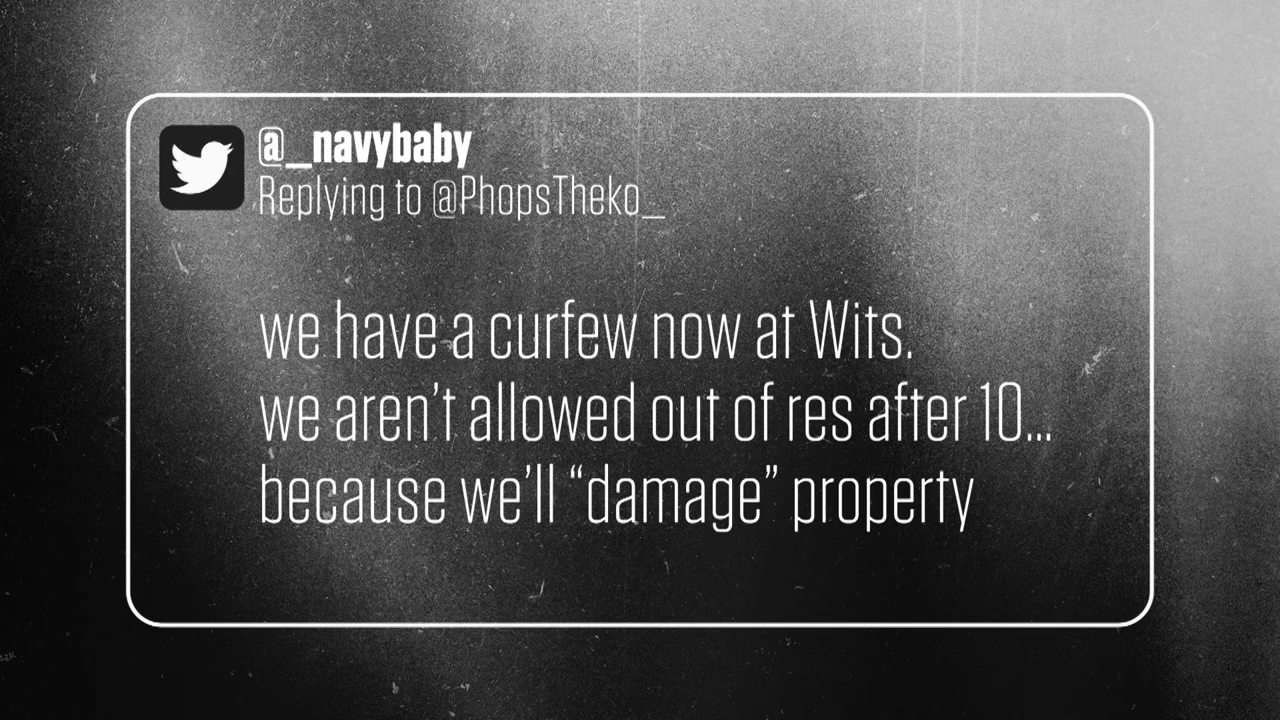 @_navybaby
Replying to @PhopsTheko_
we have a curfew now at Wits.
we aren't allowed out of res after 10...
because we'll “damage” property